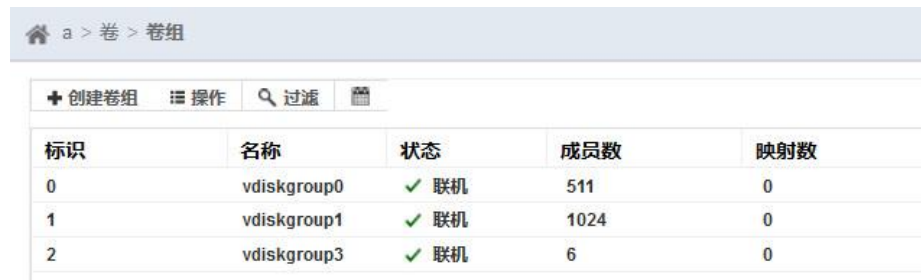 a > 卷 > 卷组
创建卷组 操作 过滤
标识 名称 状态 成员数 映射数
0 vdiskgroup0 联机 511 0
1 vdiskgroup1 联机 1024 0
2 vdiskgroup3 联机 6 0